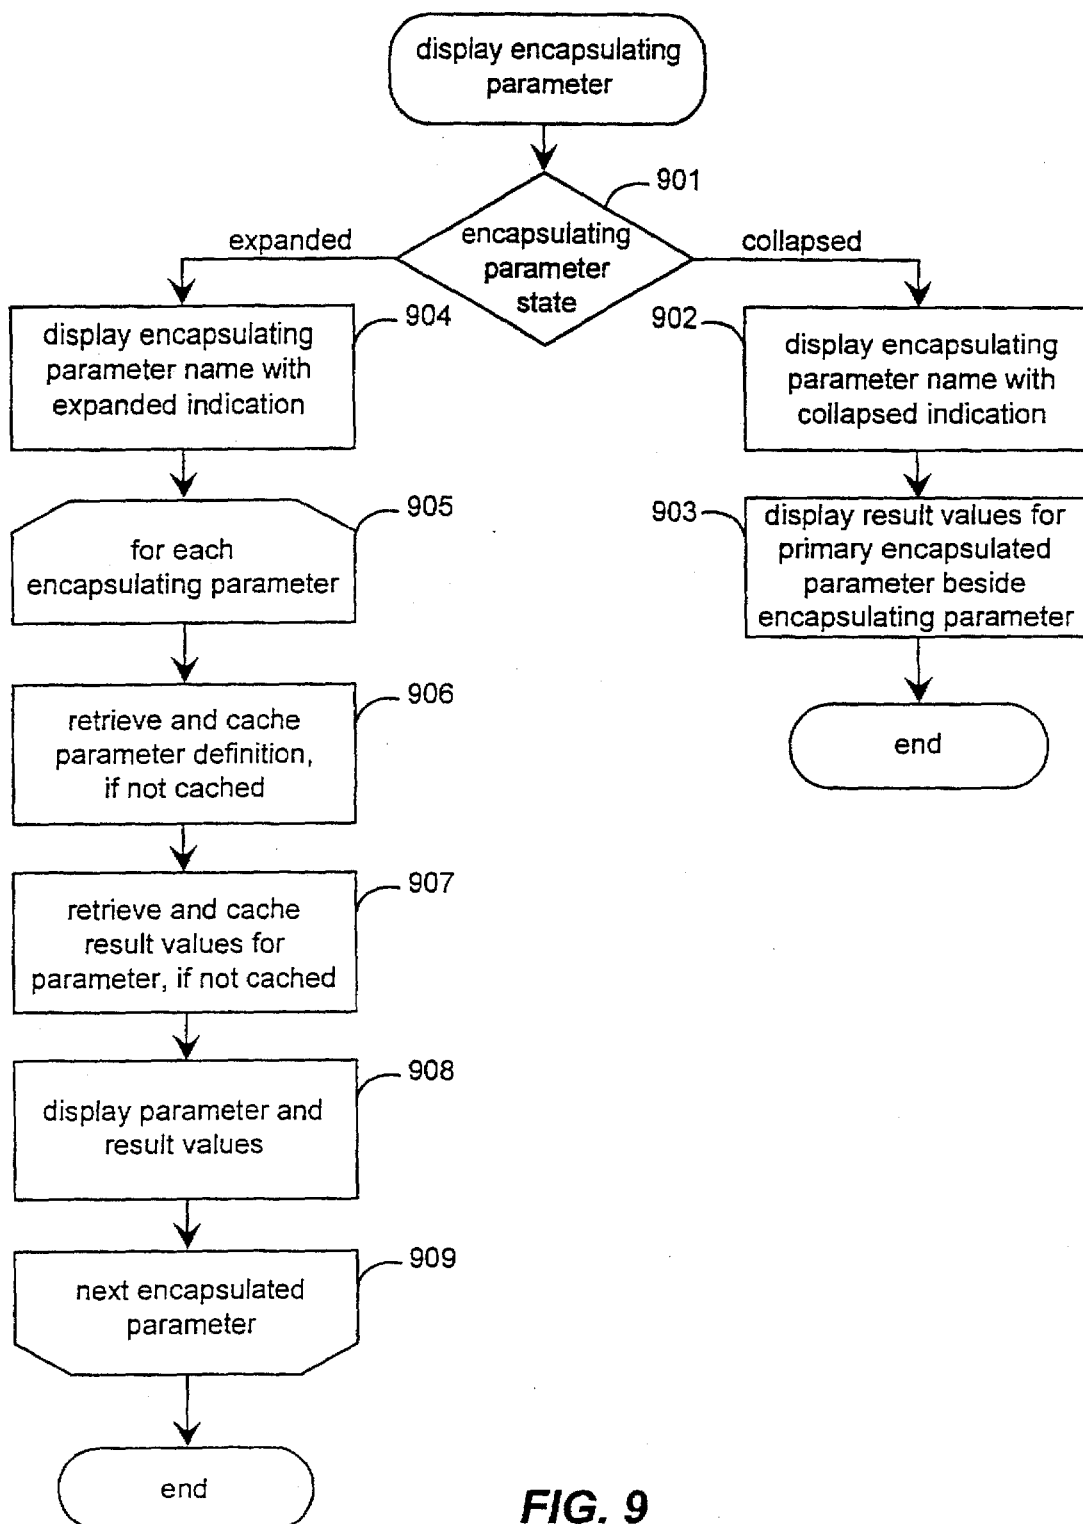 display encapsulating
parameter
901
encapsulating
parameter
state
expanded
collapsed
904
display encapsulating
parameter name with
expanded indication
902
display encapsulating
parameter name with
collapsed indication
905
for each
encapsulating parameter
903
display result values for
primary encapsulated
parameter beside
encapsulating parameter
906
retrieve and cache
parameter definition,
if not cached
end
907
retrieve and cache
result values for
parameter, if not cached
908
display parameter and
result values
909
next encapsulated
parameter
end
FIG. 9